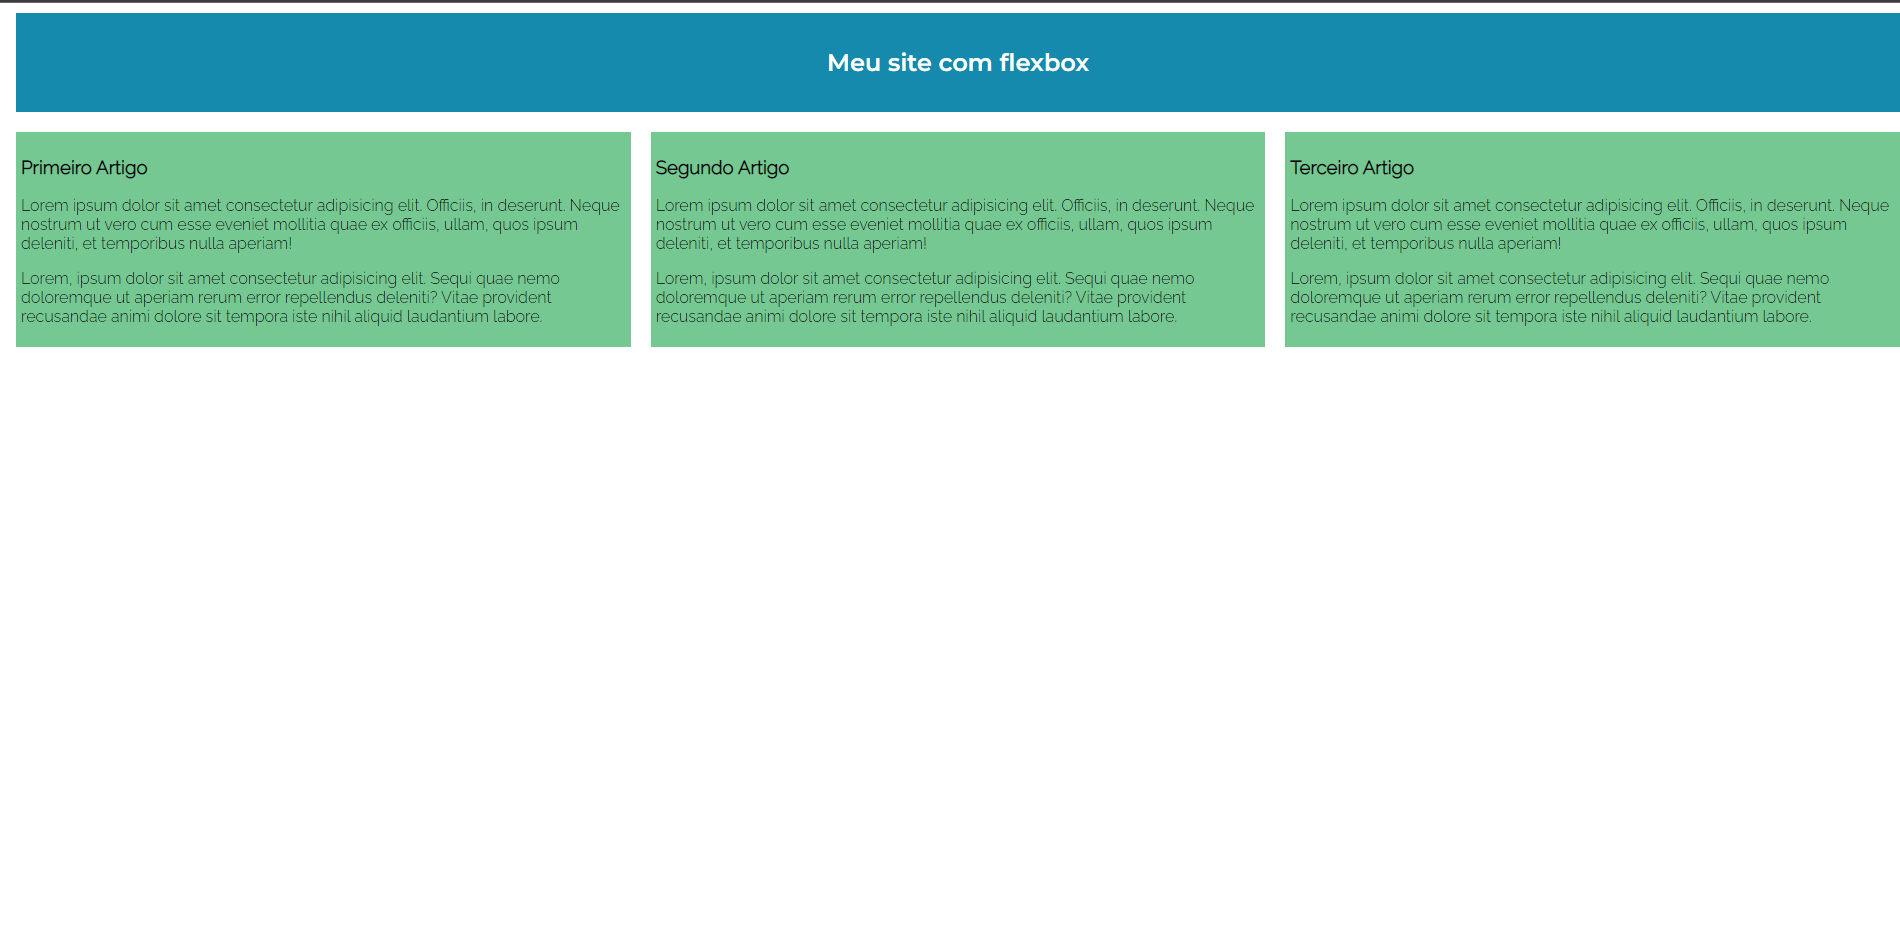 Meu site com flexbox
Primeiro Artigo
Lorem ipsum dolor sit amet consectetur adipisicing elit. Officiis, in deserunt. Neque
nostrum ut vero cum esse eveniet mollitia quae ex officiis, ullam, quos ipsum
deleniti, et temporibus nulla aperiam!
Lorem, ipsum dolor sit amet consectetur adipisicing elit. Sequi quae nemo
doloremque ut aperiam rerum error repellendus deleniti? Vitae provident
recusandae animi dolore sit tempora iste nihil aliquid laudantium labore.
Segundo Artigo
Lorem ipsum dolor sit amet consectetur adipisicing elit. Officiis, in deserunt. Neque
nostrum ut vero cum esse eveniet mollitia quae ex officiis, ullam, quos ipsum
deleniti, et temporibus nulla aperiam!
Lorem, ipsum dolor sit amet consectetur adipisicing elit. Sequi quae nemo
doloremque ut aperiam rerum error repellendus deleniti? Vitae provident
recusandae animi dolore sit tempora iste nihil aliquid laudantium labore.
Terceiro Artigo
Lorem ipsum dolor sit amet consectetur adipisicing elit. Officiis, in deserunt. Neque
nostrum ut vero cum esse eveniet mollitia quae ex officiis, ullam, quos ipsum
deleniti, et temporibus nulla aperiam!
Lorem, ipsum dolor sit amet consectetur adipisicing elit. Sequi quae nemo
doloremque ut aperiam rerum error repellendus deleniti? Vitae provident
recusandae animi dolore sit tempora iste nihil aliquid laudantium labore.